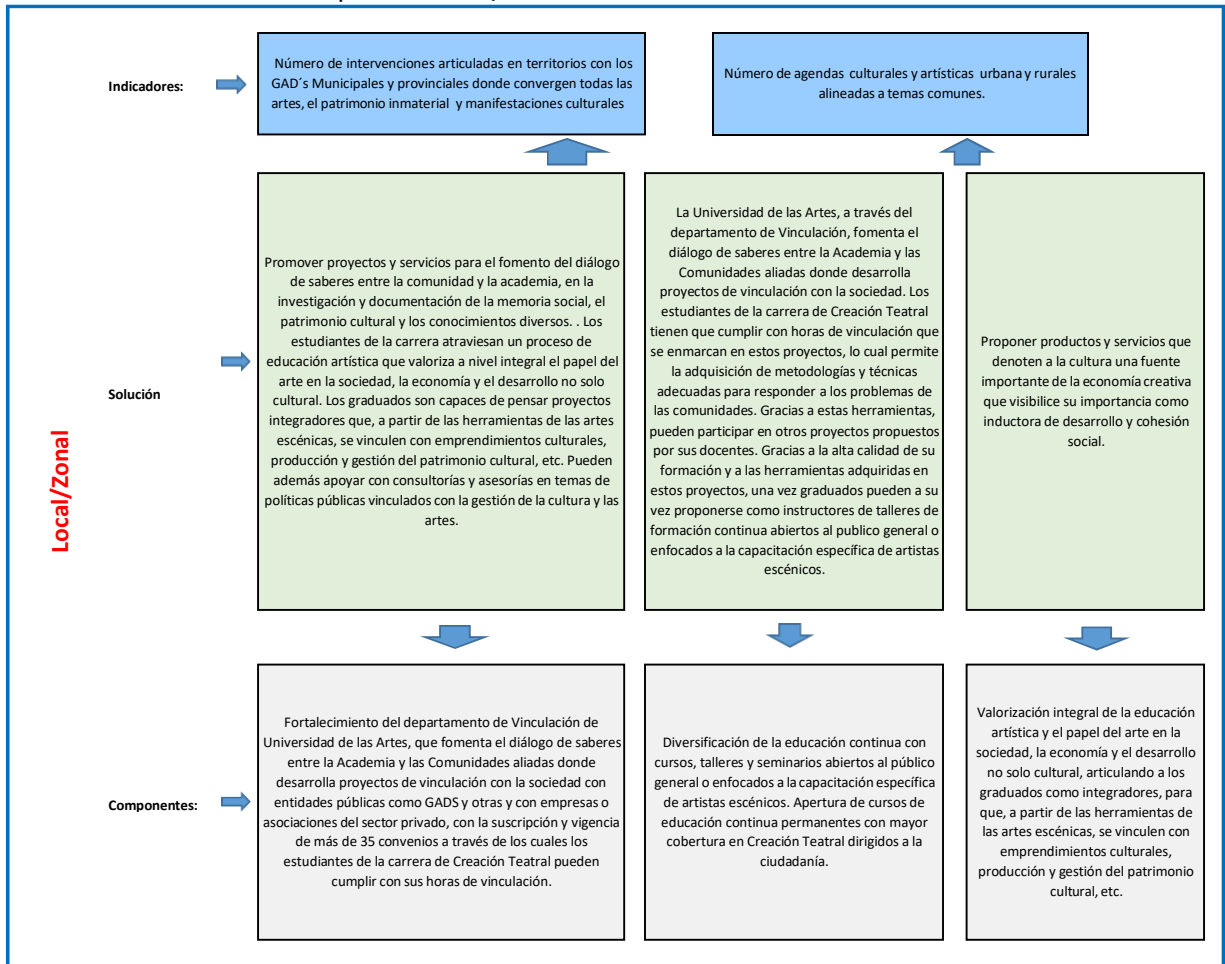 Indicadores:
Número de intervenciones articuladas en territorios con los
GAD´s Municipales y provinciales donde convergen todas las
artes, el patrimonio inmaterial y manifestaciones culturales
Número de agendas culturales y artísticas urbana y rurales
alineadas a temas comunes.
Local/Zonal
Solución
Promover proyectos y servicios para el fomento del diálogo
de saberes entre la comunidad y la academia, en la
investigación y documentación de la memoria social, el
patrimonio cultural y los conocimientos diversos. . Los
estudiantes de la carrera atraviesan un proceso de
educación artística que valoriza a nivel integral el papel del
arte en la sociedad, la economía y el desarrollo no solo
cultural. Los graduados son capaces de pensar proyectos
integradores que, a partir de las herramientas de las artes
escénicas, se vinculen con emprendimientos culturales,
producción y gestión del patrimonio cultural, etc. Pueden
además apoyar con consultorías y asesorías en temas de
políticas públicas vinculados con la gestión de la cultura y las
artes.
La Universidad de las Artes, a través del
departamento de Vinculación, fomenta el
diálogo de saberes entre la Academia y las
Comunidades aliadas donde desarrolla
proyectos de vinculación con la sociedad. Los
estudiantes de la carrera de Creación Teatral
tienen que cumplir con horas de vinculación que
se enmarcan en estos proyectos, lo cual permite
la adquisición de metodologías y técnicas
adecuadas para responder a los problemas de
las comunidades. Gracias a estas herramientas,
pueden participar en otros proyectos propuestos
por sus docentes. Gracias a la alta calidad de su
formación y a las herramientas adquiridas en
estos proyectos, una vez graduados pueden a su
vez proponerse como instructores de talleres de
formación continua abiertos al publico general o
enfocados a la capacitación específica de artistas
escénicos.
Proponer productos y servicios que
denoten a la cultura una fuente
importante de la economía creativa
que visibilice su importancia como
inductora de desarrollo y cohesión
social.
Componentes:
Fortalecimiento del departamento de Vinculación de
Universidad de las Artes, que fomenta el diálogo de saberes
entre la Academia y las Comunidades aliadas donde
desarrolla proyectos de vinculación con la sociedad con
entidades públicas como GADS y otras y con empresas o
asociaciones del sector privado, con la suscripción y vigencia
de más de 35 convenios a través de los cuales los
estudiantes de la carrera de Creación Teatral pueden
cumplir con sus horas de vinculación.
Diversificación de la educación continua con
cursos, talleres y seminarios abiertos al público
general o enfocados a la capacitación específica
de artistas escénicos. Apertura de cursos de
educación continua permanentes con mayor
cobertura en Creación Teatral dirigidos a la
ciudadanía.
Valorización integral de la educación
artística y el papel del arte en la
sociedad, la economía y el desarrollo
no solo cultural, articulando a los
graduados como integradores, para
que, a partir de las herramientas de
las artes escénicas, se vinculen con
emprendimientos culturales,
producción y gestión del patrimonio
cultural, etc.